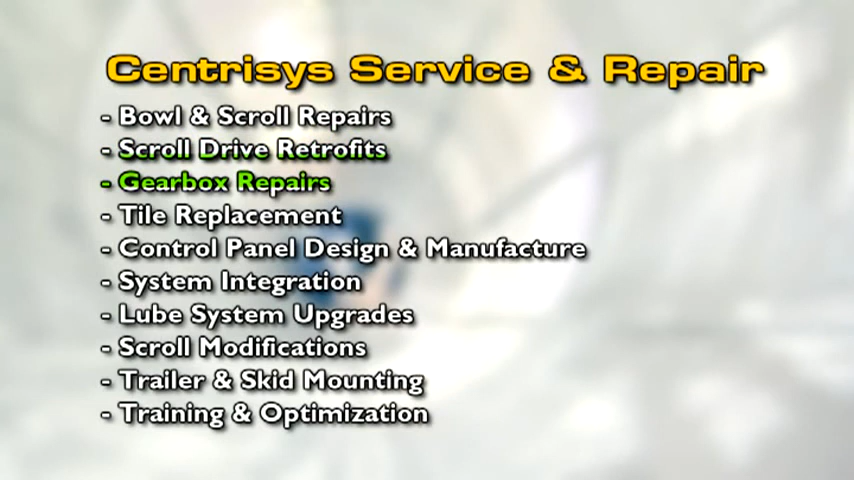 Centrisys Service & Repair
- Bowl & Scroll Repairs
- Scroll Drive Retrofits
- Gearbox Repairs
- Tile Replacement
- Control Panel Design & Manufacture
- System Integration
- Lube System Upgrades
- Scroll Modifications
- Trailer & Skid Mounting
- Training & Optimization